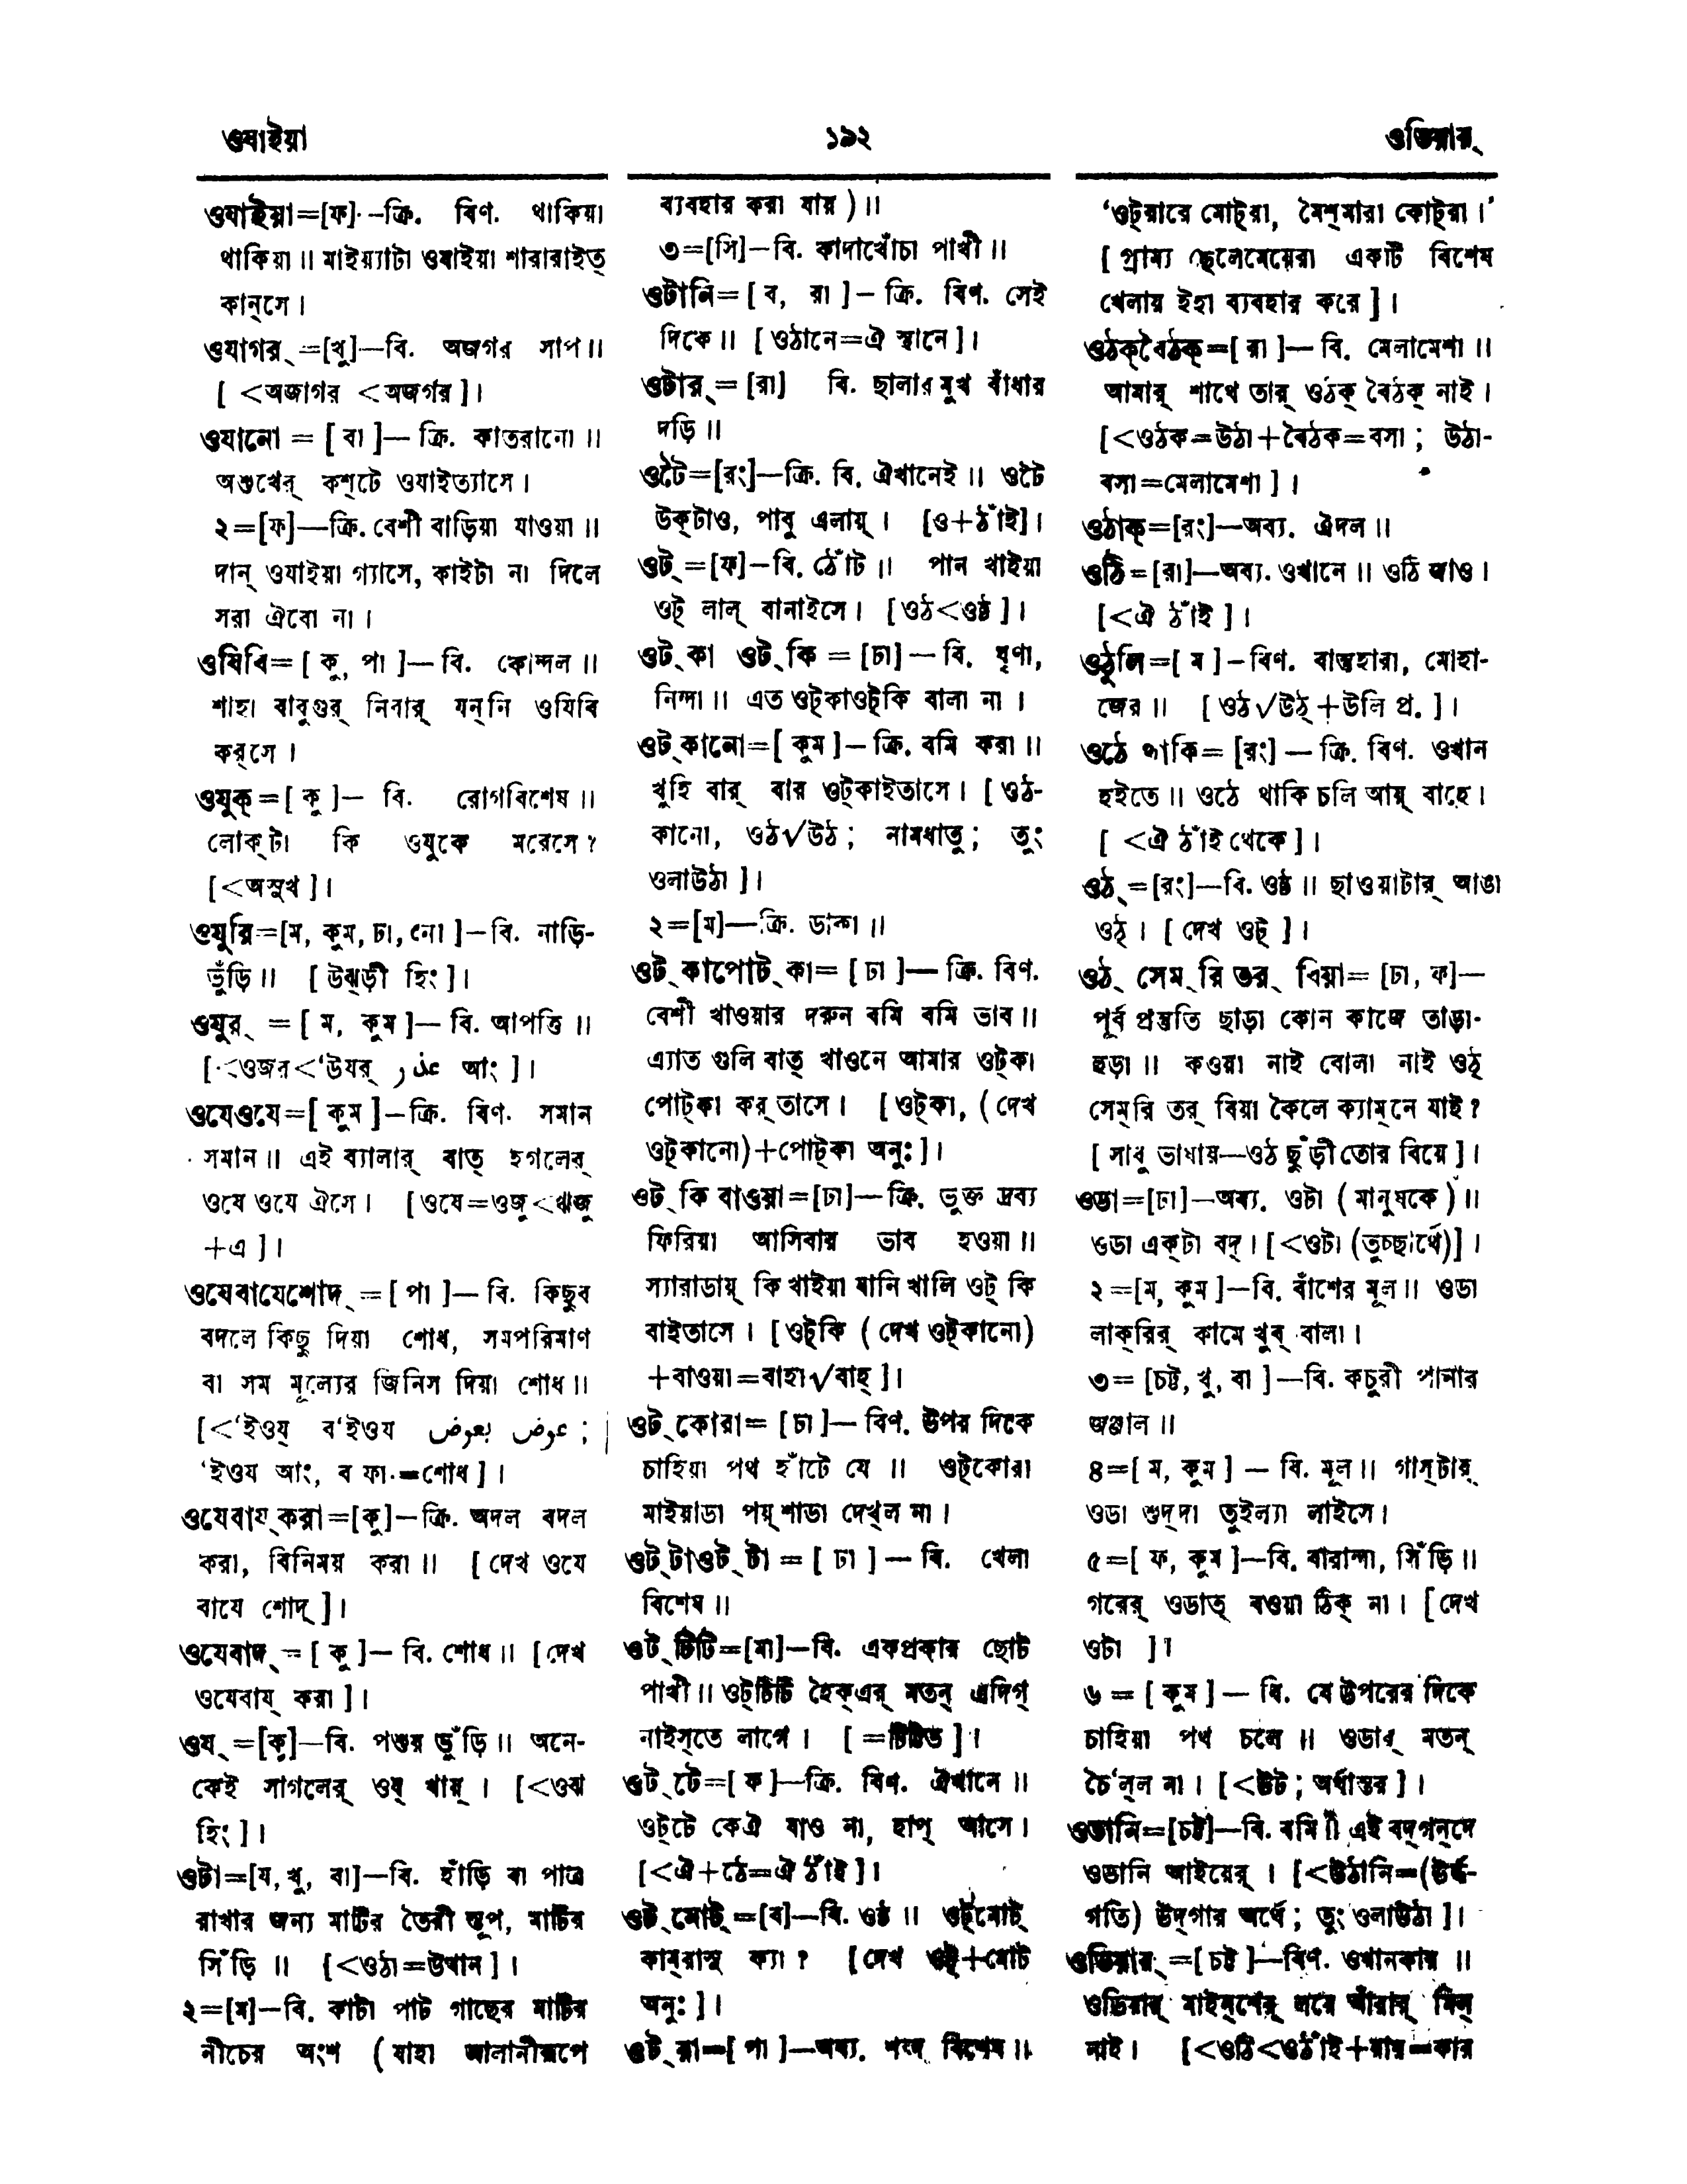 ওযাইয়া
১৯২
ওডিয়ার্
ওযাইয়া=[ফ]-ক্রি. বিণ. থাকিয়া
থাকিয়া॥ মাইয়্যাটা ওযাইয়া শারারাইত্
কান্‌সে।
ওযাগর্ =[খু]—বি. অজগর সাপ॥
[ <অজাগর <অজগর ]।
ওযানো = [ বা ]— ক্রি. কাতরানো॥
অশুখের্ কশ্‌টে ওযাইত্যাসে।
২=[ফ]—ক্রি. বেশী বাড়িয়া যাওয়া॥
দান্ ওযাইয়া গ্যাসে, কাইটা না দিলে
সরা ঐবো না।
ওযিবি= [ কু, পা ]— বি. কোন্দল॥
শাহা বাবুগুর্ নিবার্ যন্‌নি ওযিবি
কর্‌সে।
ওযুক্=[ কু ]— বি. রোগবিশেষ॥
লোক্‌টা কি ওযুকে মরেসে?
[<অসুখ ]।
ওযুরি=[ম, কুম, ঢা, নো ]—বি. নাড়ি-
ভুঁড়ি॥ [ উঝ্‌ড়ী হিং ]।
ওযুর্ = [ ম, কুম ]— বি. আপত্তি॥
[<ওজর<'উযর্ عذر আং ]।
ওযেওযে=[ কুম ]—ক্রি. বিণ. সমান
সমান॥ এই ব্যালার্ বাত্ হগলের্
ওযে ওযে ঐসে। [ ওযে=ওজু<ঋজু
+এ ]।
ওযেবাযেশোদ্ =[ পা ]— বি. কিছুব
বদলে কিছু দিয়া শোধ, সমপরিমাণ
বা সম মূল্যের জিনিস দিয়া শোধ॥
[<'ইওয্ ব'ইওয عوض بعوض ;
'ইওয আং, ব ফা.=শোধ ]।
ওযেবায্ করা=[কু]—ক্রি. অদল বদল
করা, বিনিময় করা॥ [ দেখ ওযে
বাযে শোদ্ ]।
ওযেবাদ্ =[ কু ]— বি. শোধ॥ [দেখ
ওযেবায্ করা ]।
ওয্ =[কু]—বি. পশুর ভুঁড়ি॥ অনে-
কেই সাগলের্ ওয্ খায়্। [<ওঝ
হিং ]।
ওটা=[য, খু, বা]—বি. হাঁড়ি বা পাত্র
রাখার জন্য মাটির তৈরী স্তূপ, মাটির
সিঁড়ি॥ [<ওঠা=উত্থান ]।
২=[ম]—বি. কাটা পাট গাছের মাটির
নীচের অংশ (যাহা জালানীরূপে
ব্যবহার করা যায় )॥
৩=[সি]—বি. কাদাখোঁচা পাখী॥
ওটানি= [ ব, রা ]— ক্রি. বিণ. সেই
দিকে॥ [ ওঠানে=ঐ স্থানে ]।
ওটার্ = [রা] বি. ছালার মুখ বাঁধার
দড়ি॥
ওটৈ=[রং]—ক্রি. বি. ঐখানেই॥ ওটৈ
উক্‌টাও, পাবু এলায়্। [ও+ঠাঁই]।
ওট্ =[ফ]—বি. ঠোঁট॥ পান খাইয়া
ওট্ লাল্ বানাইসে। [ ওঠ<ওষ্ঠ ]।
ওট্ কা ওট্ কি = [ঢা] — বি. ঘৃণা,
নিন্দা॥ এত ওট্‌কাওট্‌কি বালা না।
ওট্ কানো=[ কুম ]— ক্রি. বমি করা॥
খুহি বার্ বার ওট্‌কাইতাসে। [ ওঠ-
কানো, ওঠ√উঠ ; নামধাতু ; তুং
ওলাউঠা ]।
২=[ম]—ক্রি. ডাকা॥
ওট্ কাপোট্ কা= [ ঢা ]— ক্রি. বিণ.
বেশী খাওয়ার দরুন বমি বমি ভাব॥
এ্যাত গুলি বাত্ খাওনে আমার ওট্‌কা
পোট্‌কা কর্‌তাসে। [ ওট্‌কা, (দেখ
ওট্‌কানো)+পোট্‌কা অনুঃ ]।
ওট্ কি বাওয়া=[ঢা]—ক্রি. ভুক্ত দ্রব্য
ফিরিয়া আসিবার ভাব হওয়া॥
স্যারাডায়্ কি খাইয়া যানি খালি ওট্ কি
বাইতাসে। [ ওট্‌কি ( দেখ ওট্‌কানো)
+বাওয়া=বাহা√বাহ্ ]।
ওট্ কোরা= [ ঢা ]— বিণ. উপর দিকে
চাহিয়া পথ হাঁটে যে॥ ওট্‌কোরা
মাইয়াডা পয়্‌শাডা দেখ্‌ল না।
ওট্ টাওট্ টা = [ ঢা ] — বি. খেলা
বিশেষ॥
ওট্ টিটি=[মা]—বি. একপ্রকার ছোট
পাখী॥ ওট্‌টিটি হৈক্‌এর্ মতন্ এদিগ্
নাইস্‌তে লাগে। [ =টিট্টিভ ]।
ওট্ টে=[ ফ ]—ক্রি. বিণ. ঐখানে॥
ওট্‌টে কেঐ যাও না, হাপ্ আসে।
[<ঐ+ঠে=ঐ ঠাঁই ]।
ওট্ মোট্ =[ব]—বি. ওষ্ঠ॥ ওট্‌মোট্
কাম্‌রাসু ক্যা? [দেখ ওট্+মোট
অনুঃ ]।
ওট্ রা=[ পা ]—অব্য. শব্দ বিশেষ॥
'ওট্‌রারে মোট্‌রা, মৈশ্‌মারা কোট্‌রা।'
[ গ্রাম্য ছেলেমেয়েরা একটি বিশেষ
খেলায় ইহা ব্যবহার করে ]।
ওঠক্‌বৈঠক্=[ রা ]— বি. মেলামেশা॥
আমার্ শাথে তার্ ওঠক্ বৈঠক্ নাই।
[<ওঠক=উঠা+বৈঠক=বসা ; উঠা-
বসা=মেলামেশা ]।
ওঠাক্=[রং]—অব্য. ঐদল॥
ওঠি=[রা]—অব্য. ওখানে॥ ওঠি জাও।
[<ঐ ঠাঁই ]।
ওঠুলি=[ ম ]—বিণ. বাস্তুহারা, মোহা-
জের॥ [ ওঠ√উঠ্+উলি প্র. ]।
ওঠে থাকি= [রং] — ক্রি. বিণ. ওখান
হইতে॥ ওঠে থাকি চলি আয়্ বাহে।
[ <ঐ ঠাঁই থেকে ]।
ওঠ্ =[রং]—বি. ওষ্ঠ॥ ছাওয়াটার্ আঙা
ওঠ্। [ দেখ ওট্ ]।
ওঠ্ সেম্ রি তর্ বিয়া= [ঢা, ফ]—
পূর্ব প্রস্তুতি ছাড়া কোন কাজে তাড়া-
হুড়া॥ কওয়া নাই বোলা নাই ওঠ্
সেম্‌রি তর্ বিয়া কৈলে ক্যাম্‌নে যাই?
[ সাধু ভাষায়—ওঠ ছুঁড়ী তোর বিয়ে ]।
ওডা=[ঢা]—অব্য. ওটা ( মানুষকে )॥
ওডা এক্‌টা বদ্। [<ওটা (তুচ্ছার্থে)]।
২=[ম, কুম ]—বি. বাঁশের মূল॥ ওডা
লাক্‌রির্ কামে খুব্ বালা।
৩= [চট্ট, খু, বা ]—বি. কচুরী পানার
জঞ্জাল॥
৪=[ ম, কুম ] — বি. মূল॥ গাস্‌টার্
ওডা শুদ্‌দা তুইল্যা লাইসে।
৫=[ ফ, কুম ]—বি. বারান্দা, সিঁড়ি॥
গরের্ ওডাত্ বওয়া ঠিক্ না। [দেখ
ওটা ]।
৬ = [ কুম ] — বি. যে উপরের দিকে
চাহিয়া পথ চলে॥ ওডার্ মতন্
চৈ'ল্‌ল না। [<উট ; অর্থান্তর ]।
ওডানি=[চট্ট]—বি. বমি॥ এই বদ্‌গন্‌দে
ওডানি আইয়ের্। [<উঠানি=(উর্ধ্ব-
গতি) উদ্‌গার অর্থে ; তুং ওলাউঠা ]।
ওডিয়ার্ =[ চট্ট ]—বিণ. ওখানকার॥
ওডিয়ার্ মাইন্‌শের্ লরে আঁরার্ মিল্
নাই। [<ওঠি<ওঠাঁই+য়ার=কার